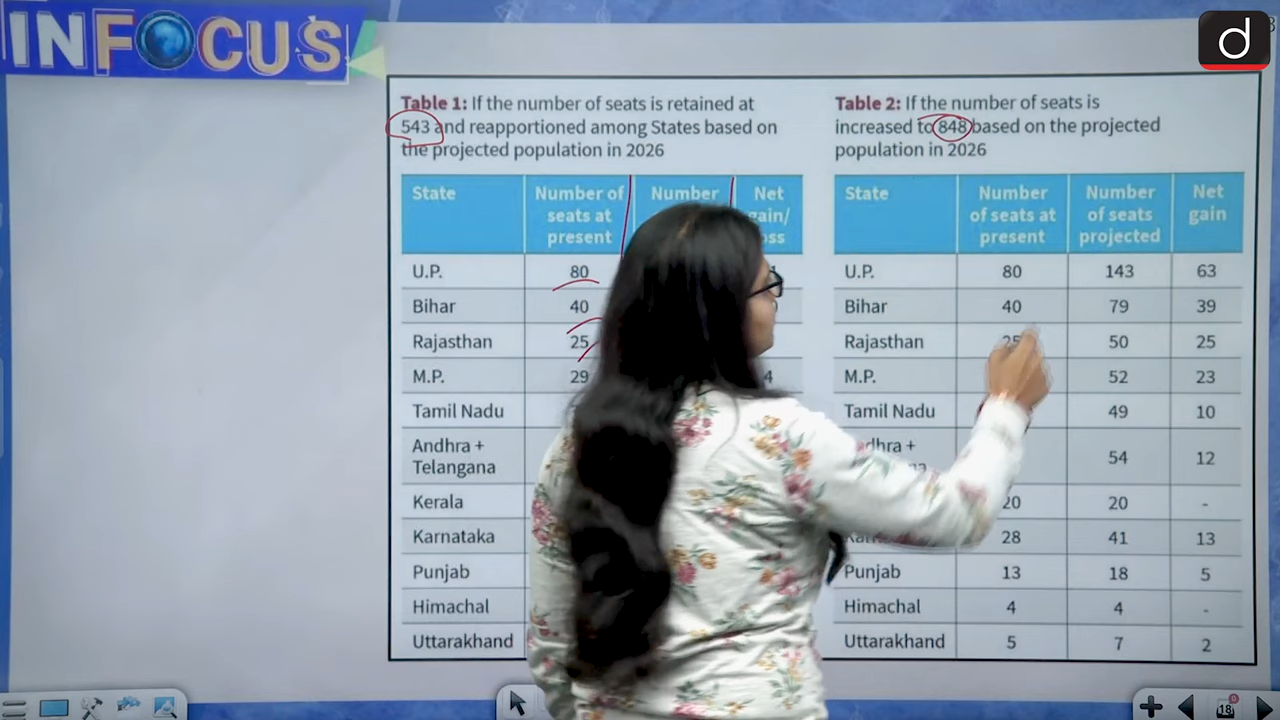 INFOCUS
d
Table 1: If the number of seats is retained at
543 and reapportioned among States based on
the projected population in 2026
State Number of seats at present Number Net
U.P. 80
Bihar 40
Rajasthan 25
M.P. 29 4
Tamil Nadu
Andhra +
Telangana
Kerala
Karnataka
Punjab
Himachal
Uttarakhand
Table 2: If the number of seats is
increased to 848 based on the projected
population in 2026
State Number of seats at present Number of seats projected Net gain
U.P. 80 143 63
Bihar 40 79 39
Rajasthan 25 50 25
M.P. 52 23
Tamil Nadu 49 10
54 12
20 20 -
28 41 13
Punjab 13 18 5
Himachal 4 4 -
Uttarakhand 5 7 2
18